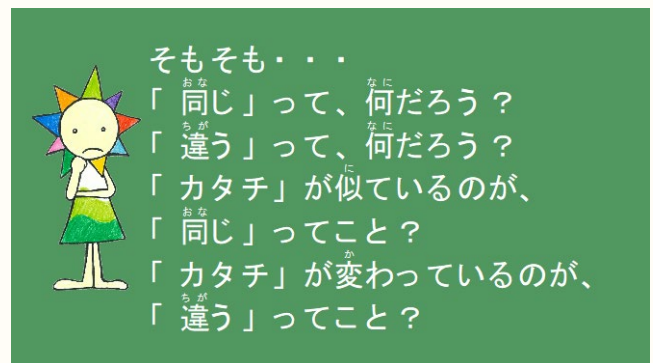 そもそも・・・
「同じ」って、何だろう？
「違う」って、何だろう？
「カタチ」が似ているのが、
「同じ」ってこと？
「カタチ」が変わっているのが、
「違う」ってこと？